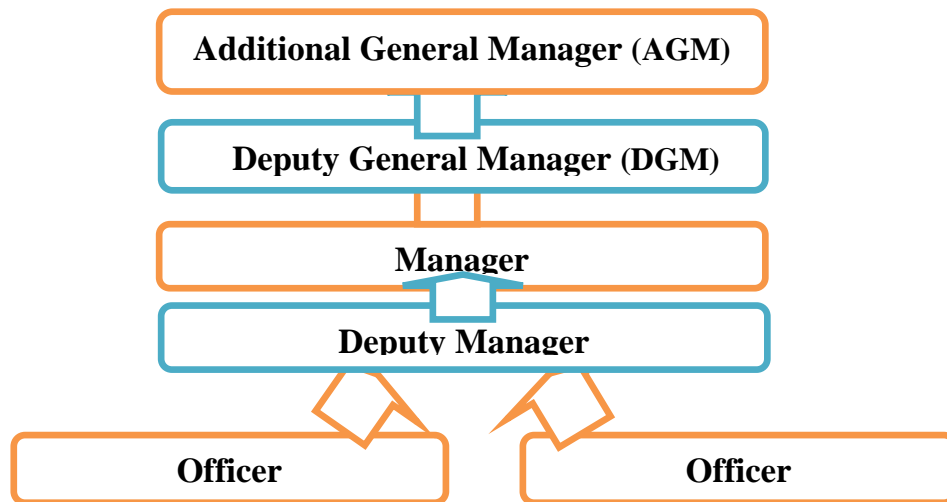 Additional General Manager (AGM)
Deputy General Manager (DGM)
Manager
Deputy Manager
Officer
Officer